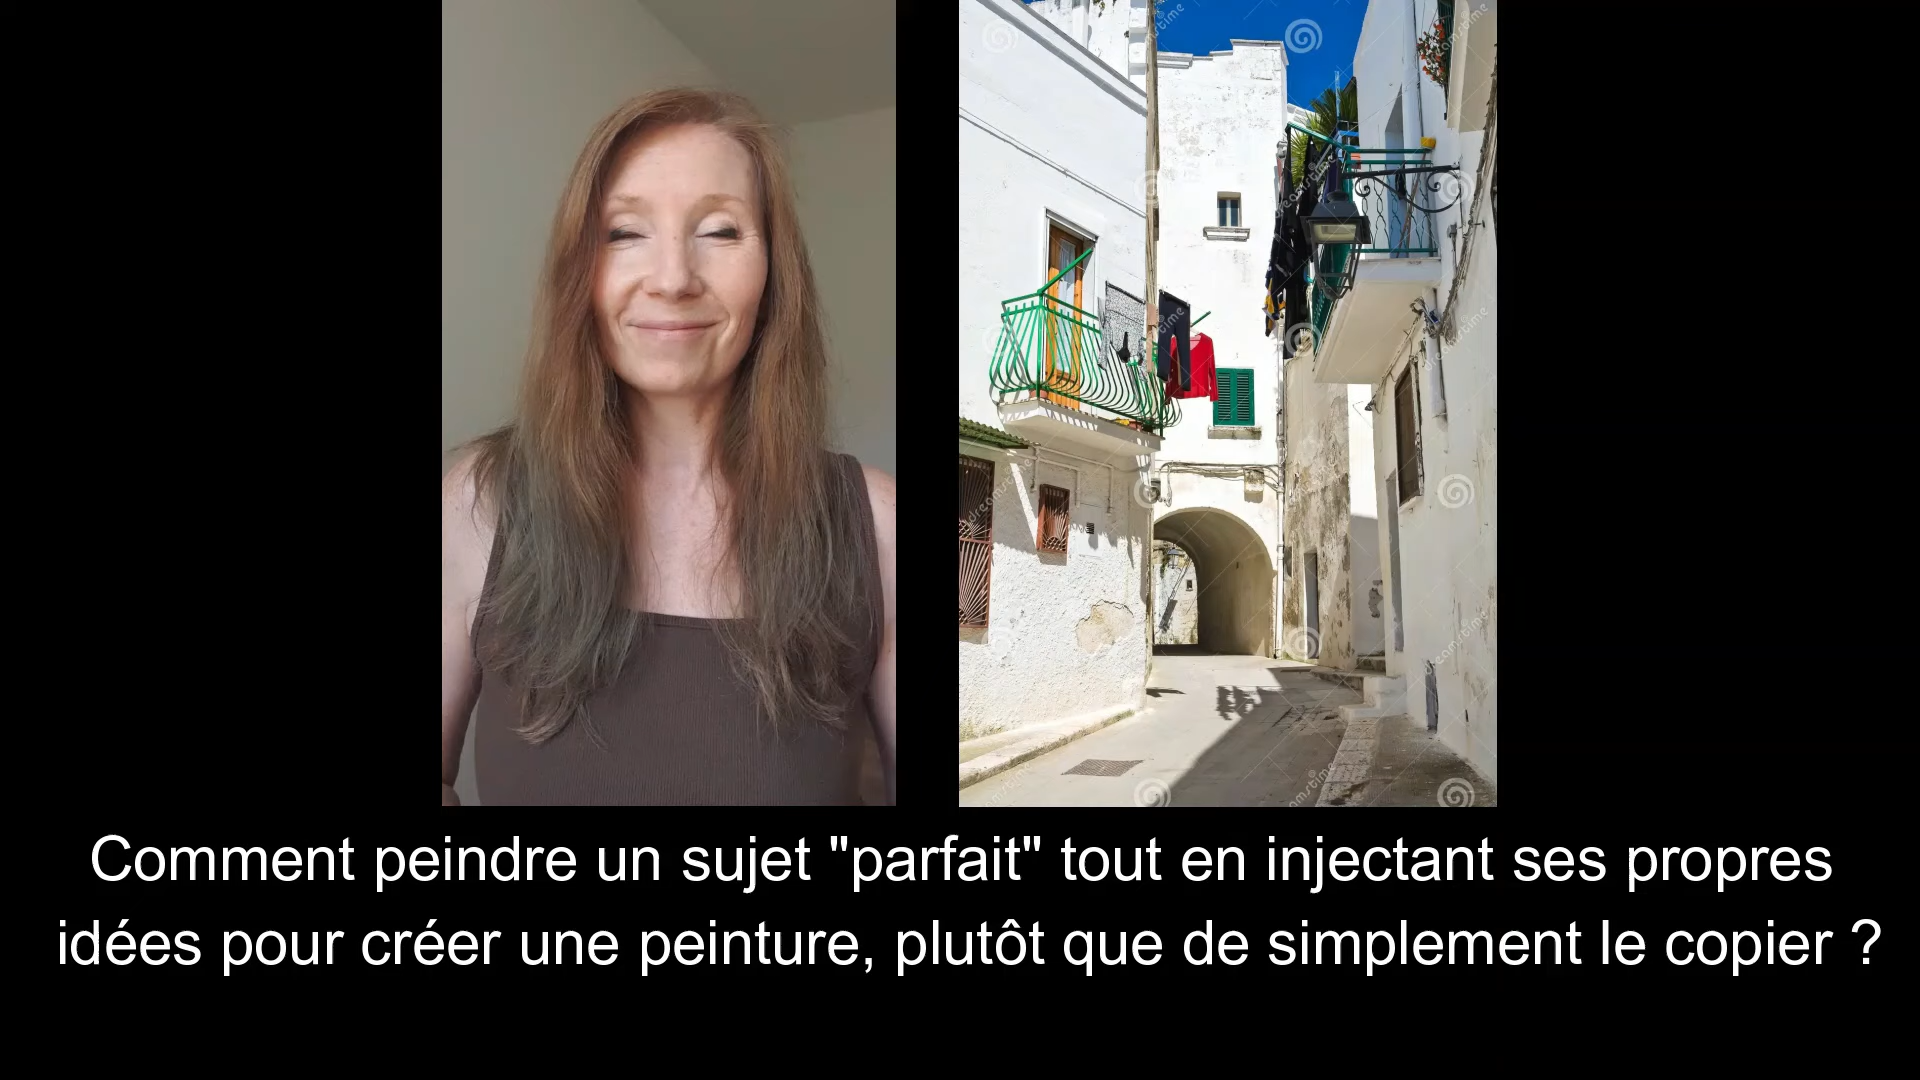 Comment peindre un sujet "parfait" tout en injectant ses propres
idées pour créer une peinture, plutôt que de simplement le copier ?
dreamstime